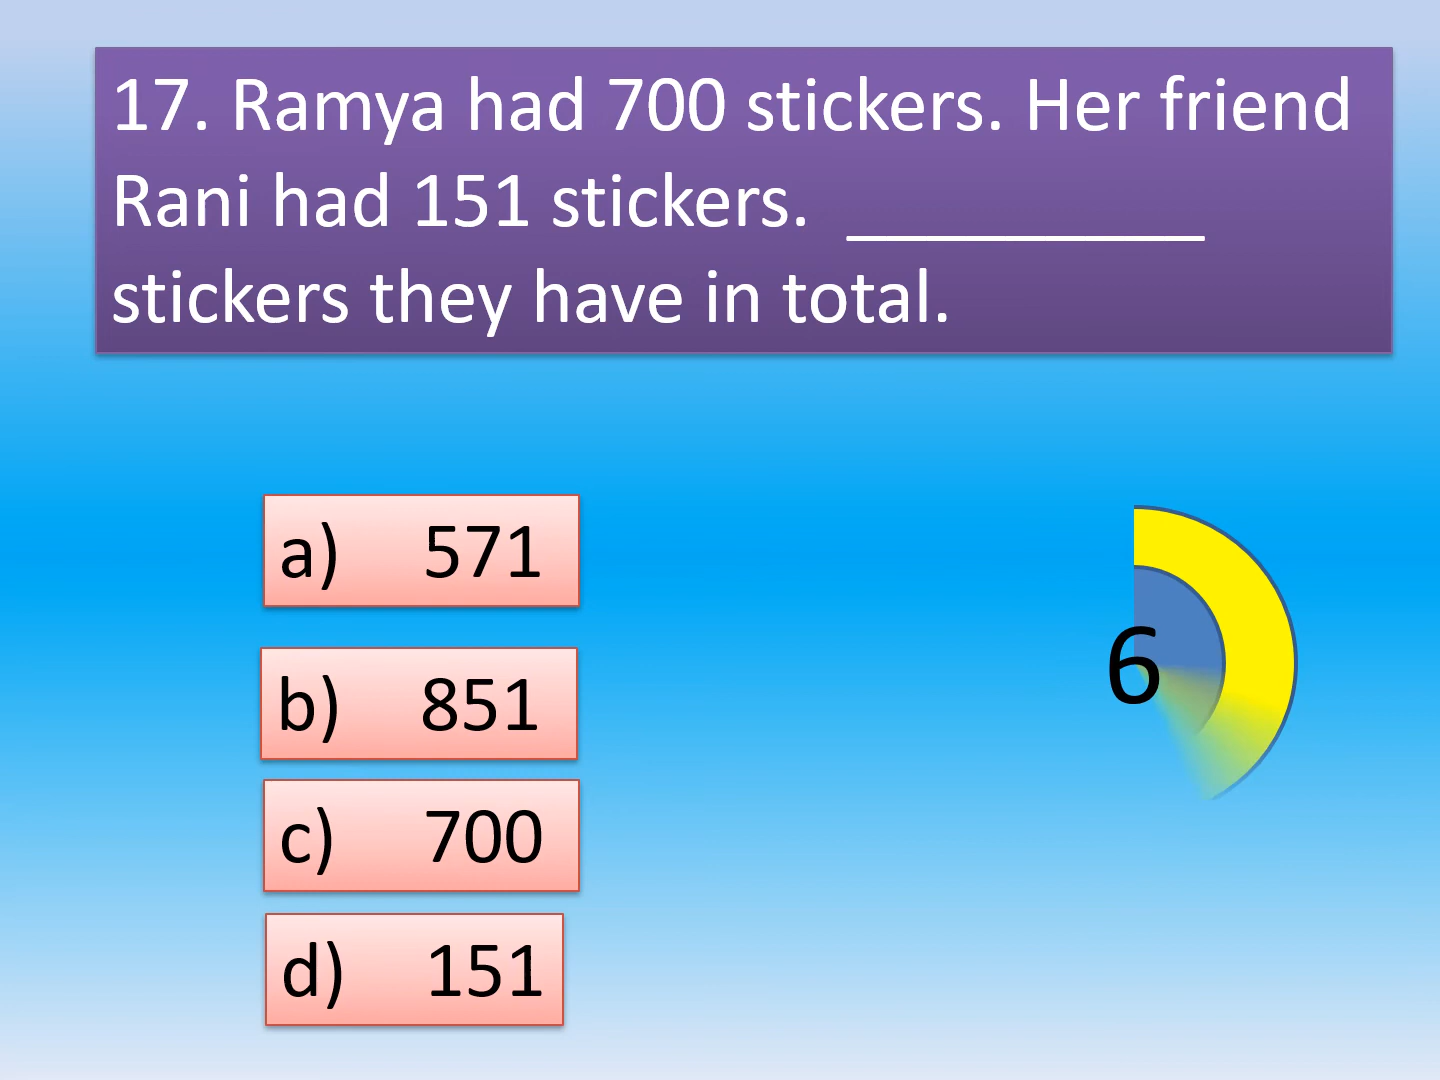 17. Ramya had 700 stickers. Her friend
Rani had 151 stickers. __________
stickers they have in total.
a) 571
b) 851
6
c) 700
d) 151